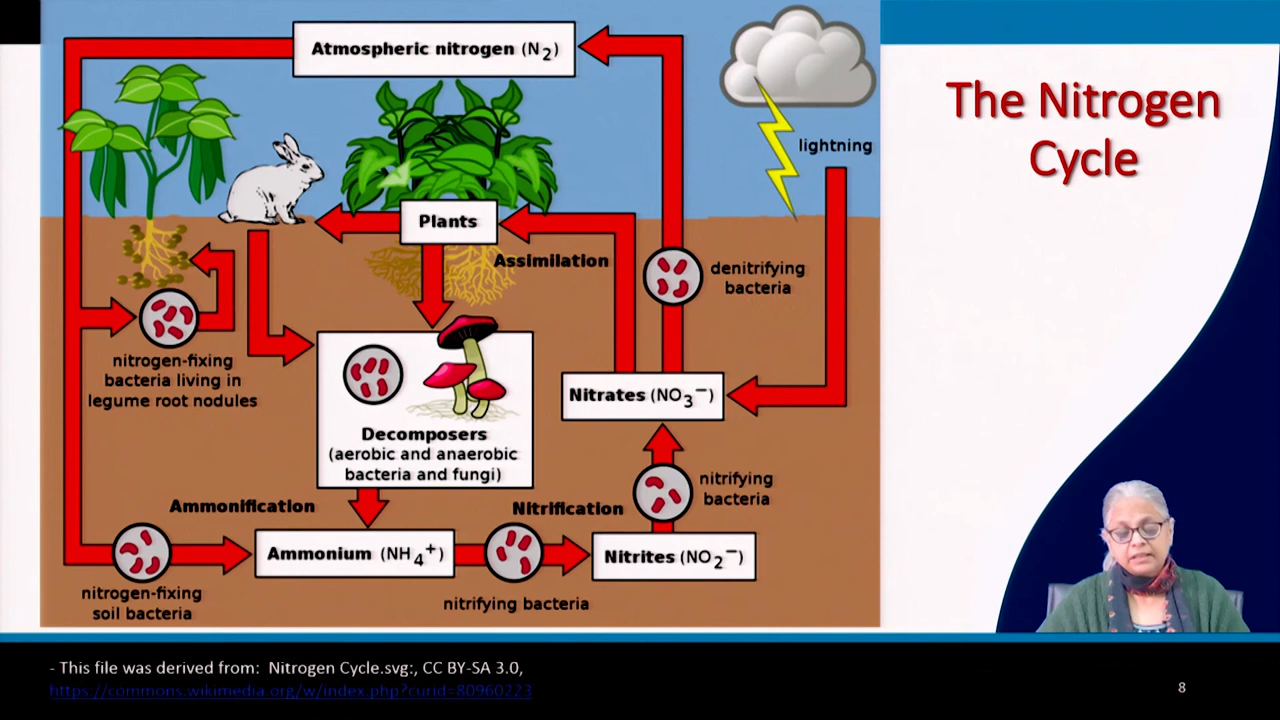 Atmospheric nitrogen (N2)
The Nitrogen
Cycle
lightning
Plants
Assimilation
denitrifying
bacteria
nitrogen-fixing
bacteria living in
legume root nodules
Nitrates (NO3−)
Decomposers
(aerobic and anaerobic
bacteria and fungi)
nitrifying
bacteria
Ammonification
Nitrification
Ammonium (NH4+)
Nitrites (NO2−)
nitrogen-fixing
soil bacteria
nitrifying bacteria
- This file was derived from: Nitrogen Cycle.svg:, CC BY-SA 3.0,
https://commons.wikimedia.org/w/index.php?curid=80960223
8